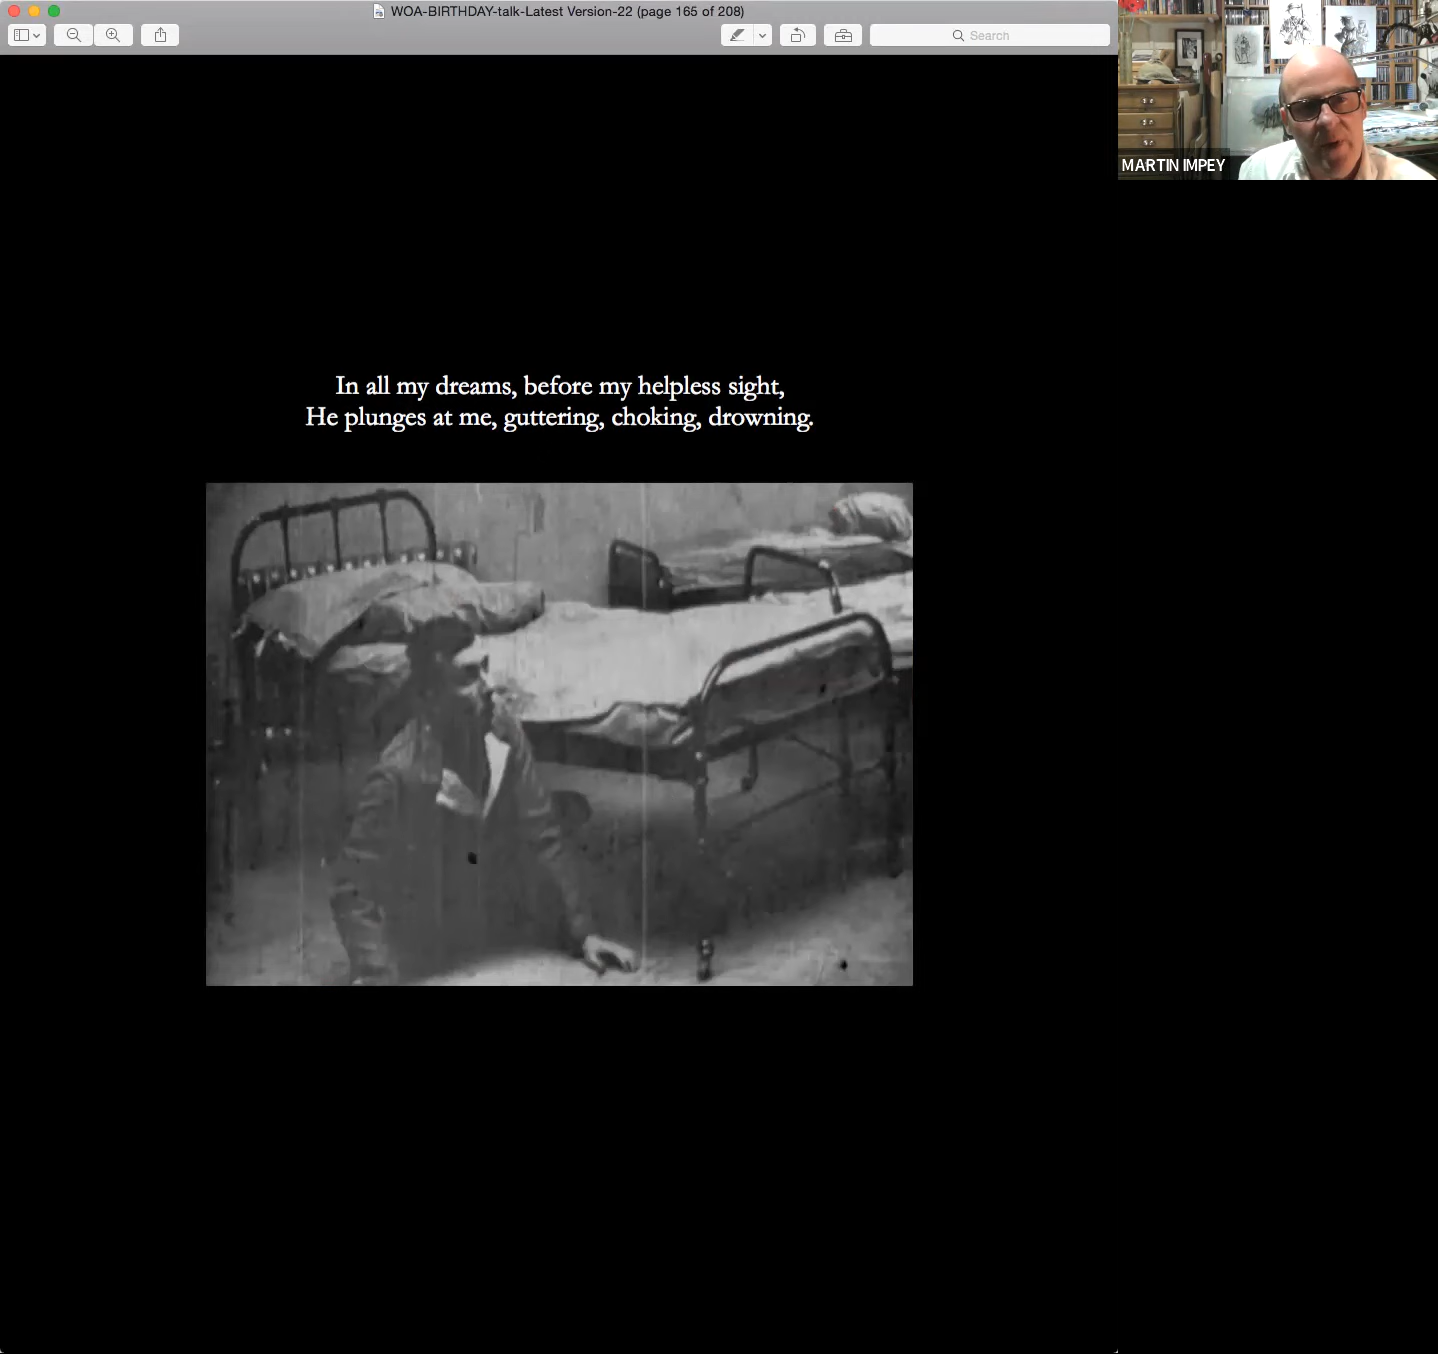 WOA-BIRTHDAY-talk-Latest Version-22 (page 165 of 208)
Search
MARTIN IMPEY
In all my dreams, before my helpless sight,
He plunges at me, guttering, choking, drowning.